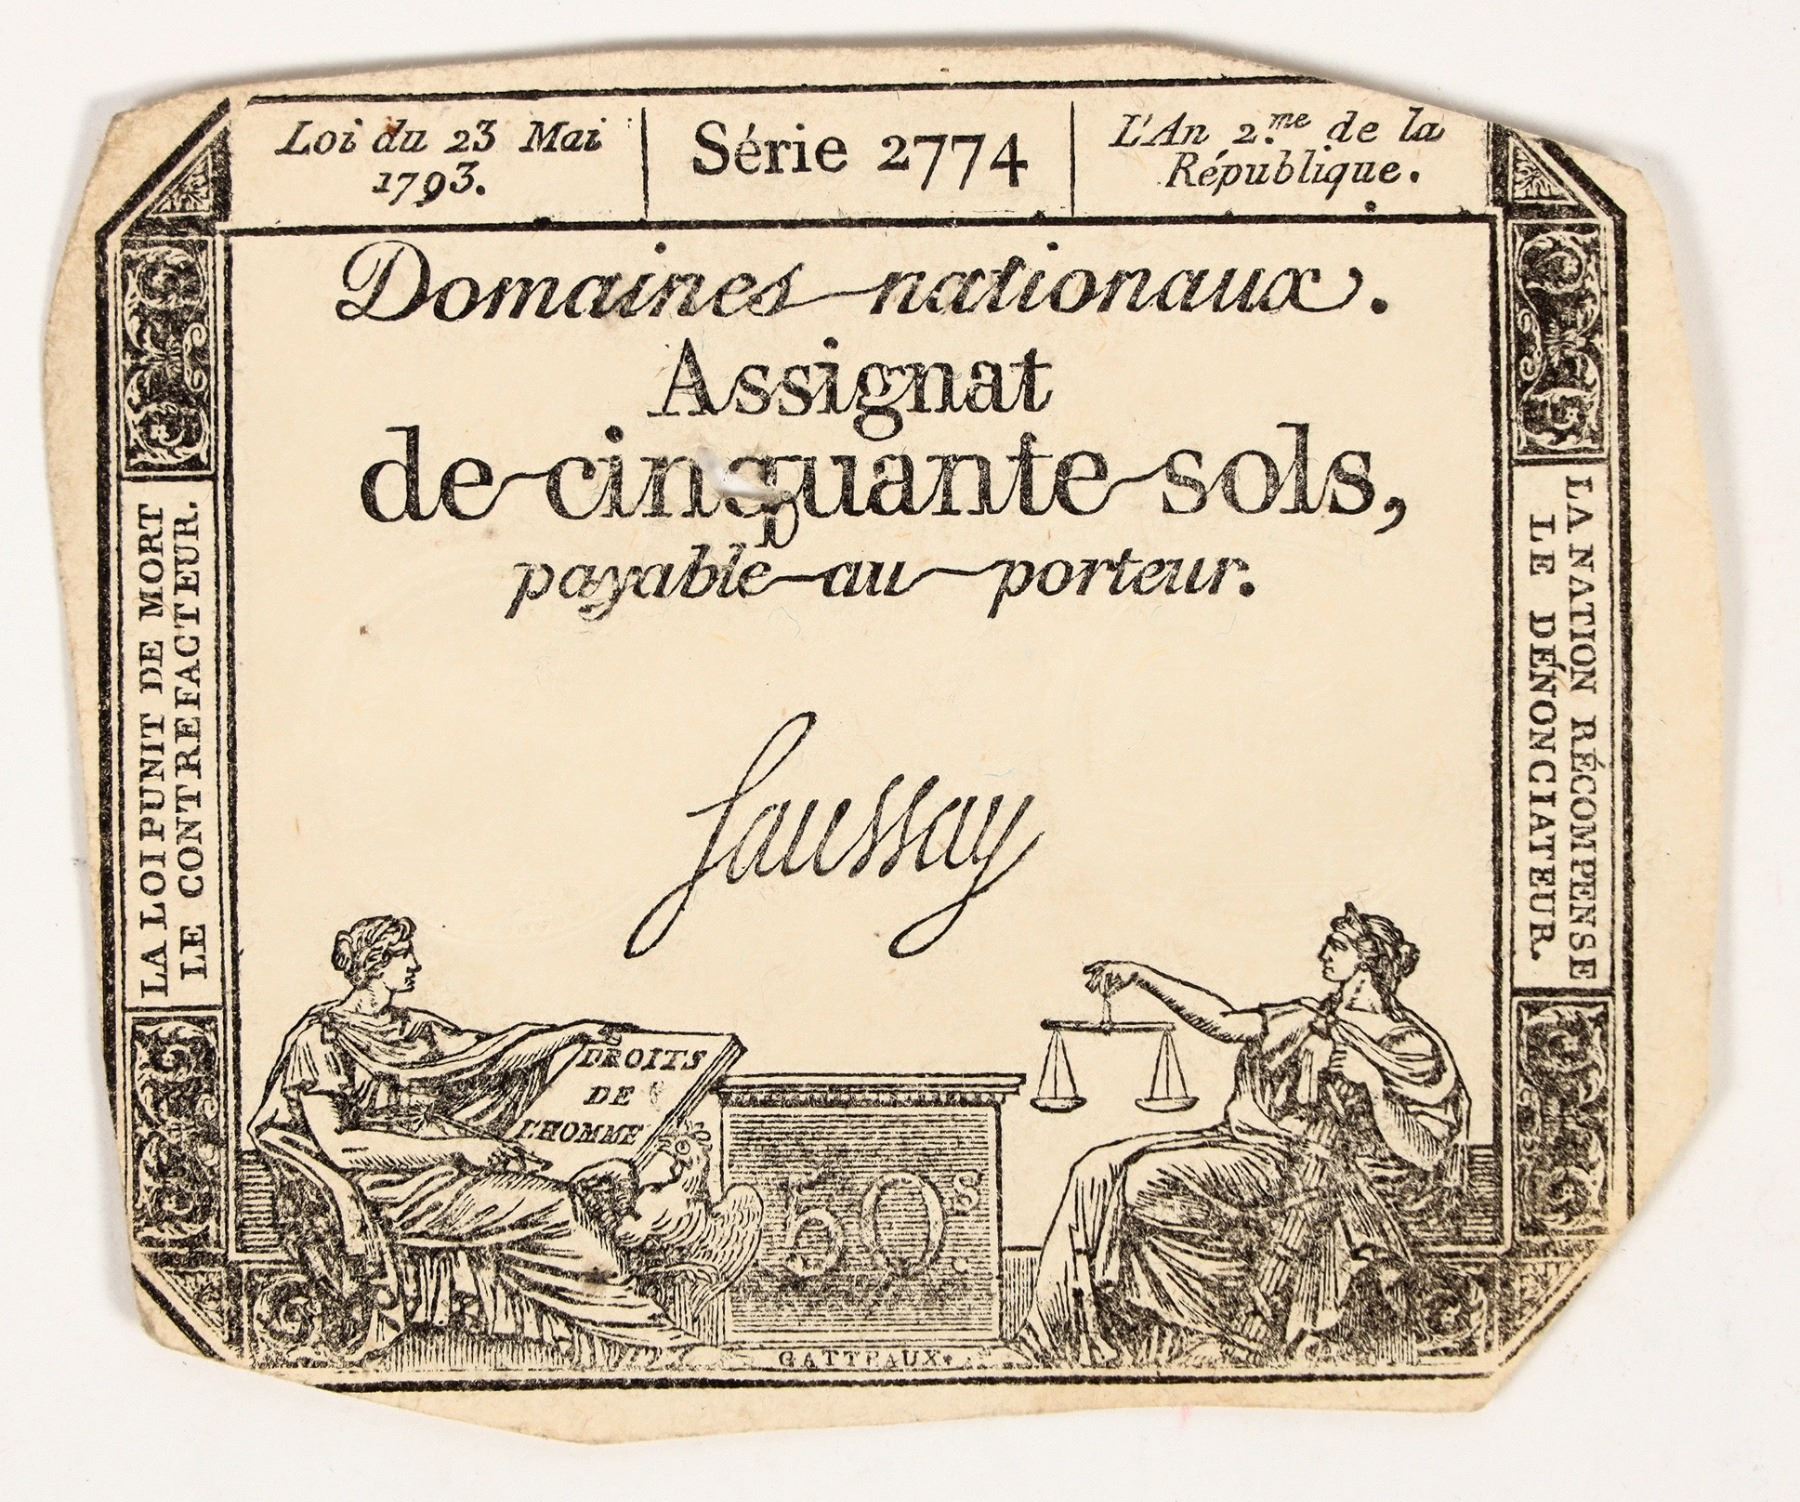 Loi du 23 Mai
1793.
Série 2774
L'An 2.me de la
République.
Domaines nationaux.
Assignat
de cinquante sols,
payable au porteur.
Saussay
LA LOI PUNIT DE MORT
LE CONTREFACTEUR.
LA NATION RÉCOMPENSE
LE DÉNONCIATEUR.
DROITS
DE
L'HOMME
50s.
GATTEAUX.